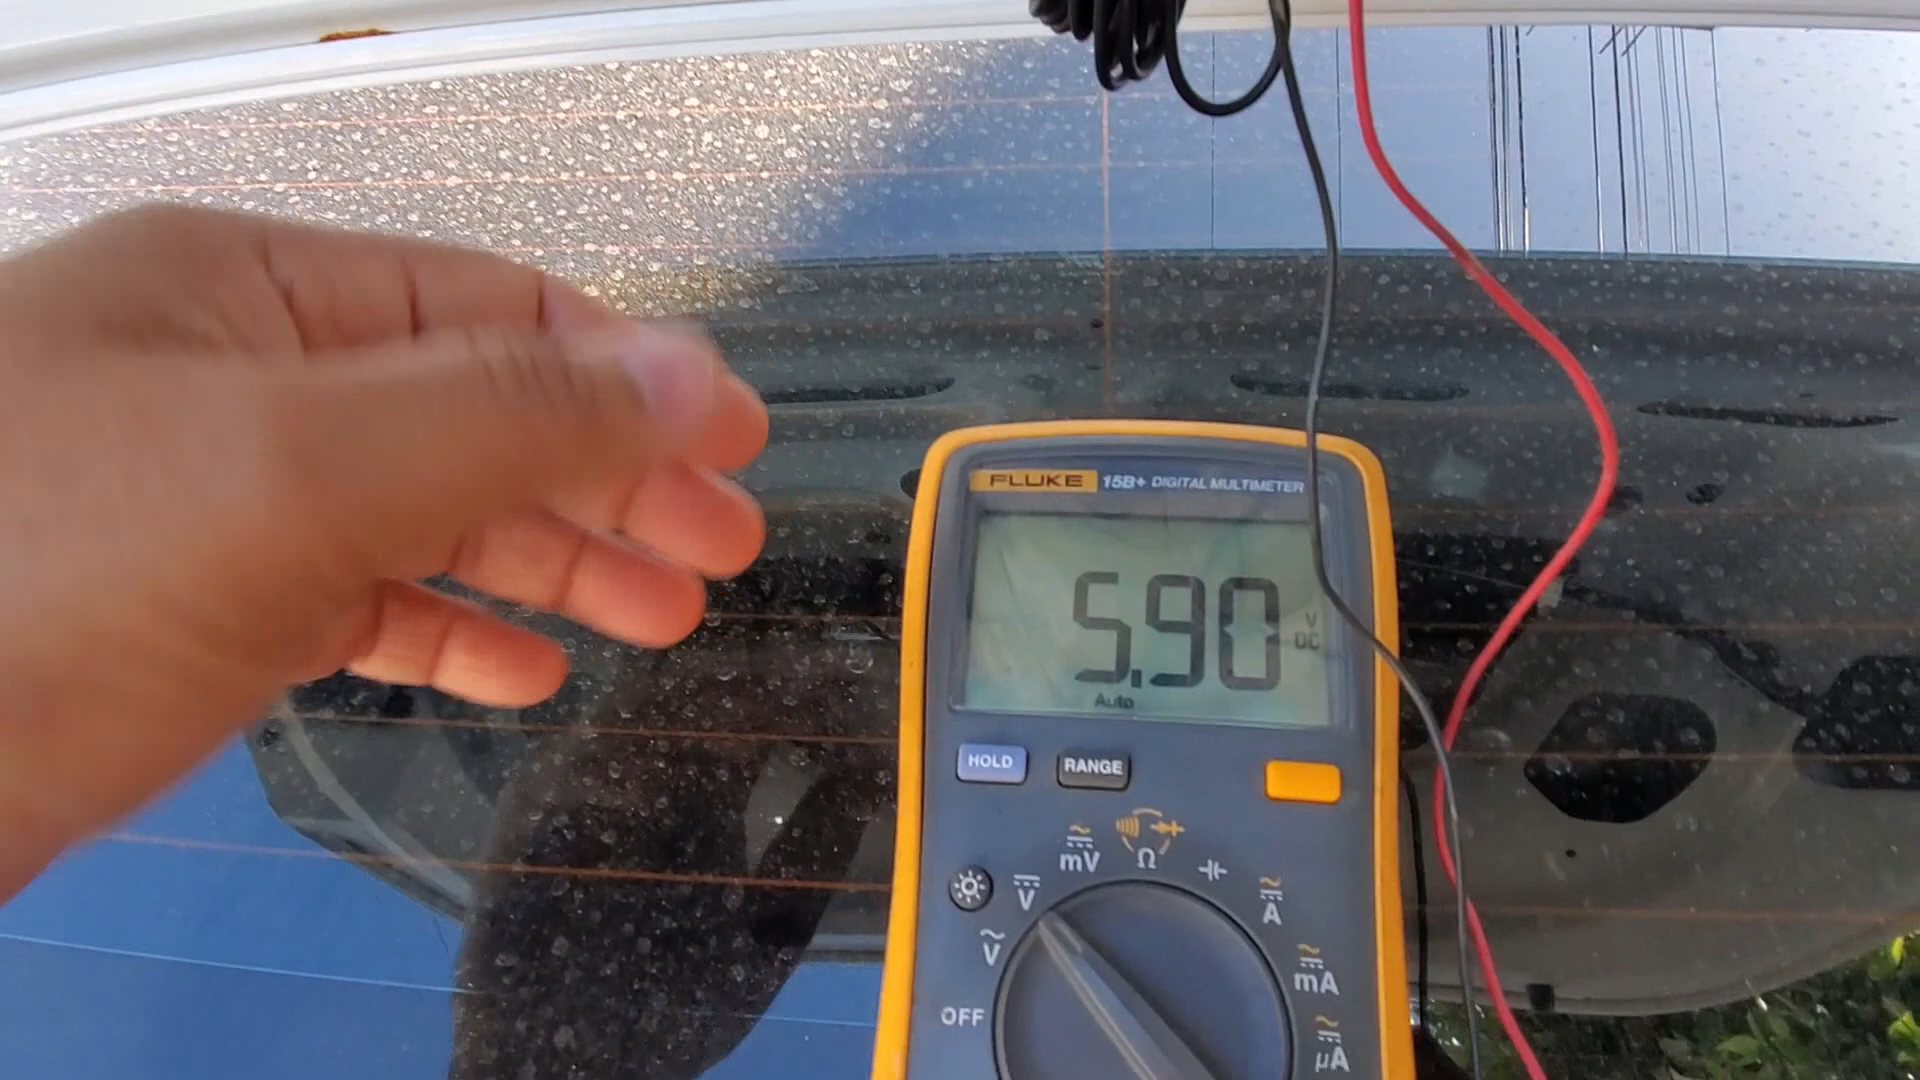 FLUKE 15B+ DIGITAL MULTIMETER
5.90
V
DC
Auto
HOLD RANGE
mV
Ω
V
A
V
mA
OFF
µA